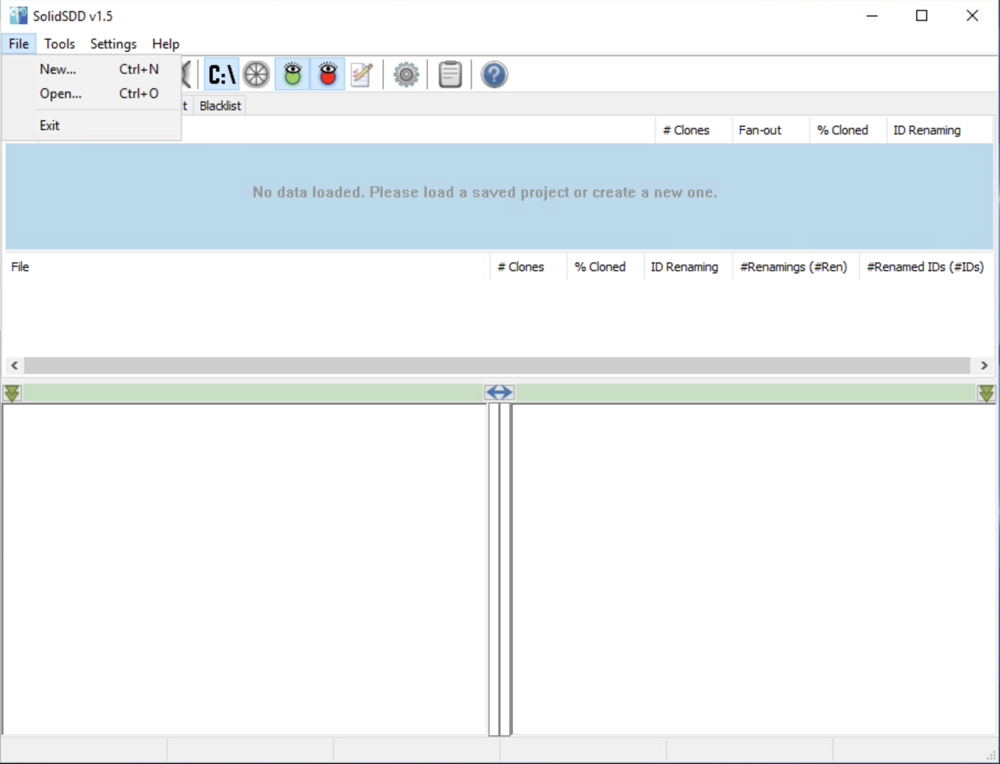 SolidSDD v1.5
File Tools Settings Help
New... Ctrl+N
Open... Ctrl+O
Exit
C:\
?
t Blacklist
# Clones Fan-out % Cloned ID Renaming
No data loaded. Please load a saved project or create a new one.
File # Clones % Cloned ID Renaming #Renamings (#Ren) #Renamed IDs (#IDs)